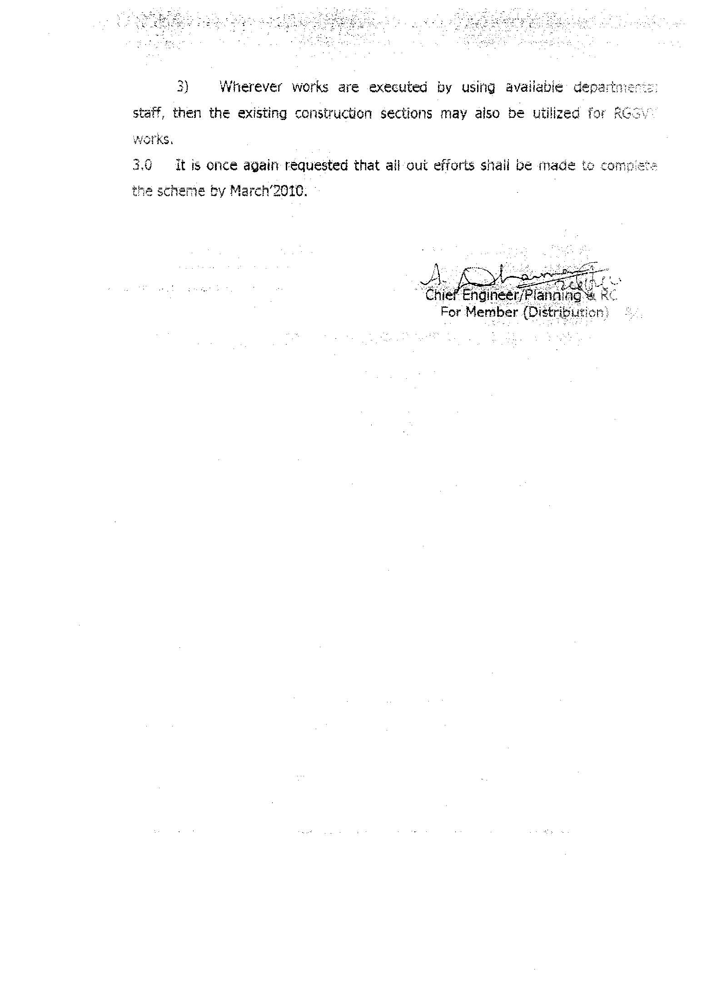 3) Wherever works are executed by using available departmental
staff, then the existing construction sections may also be utilized for RGGVY
works.
3.0 It is once again requested that all out efforts shall be made to complete
the scheme by March'2010.
A.
Chief Engineer/Planning & RC
For Member (Distribution)